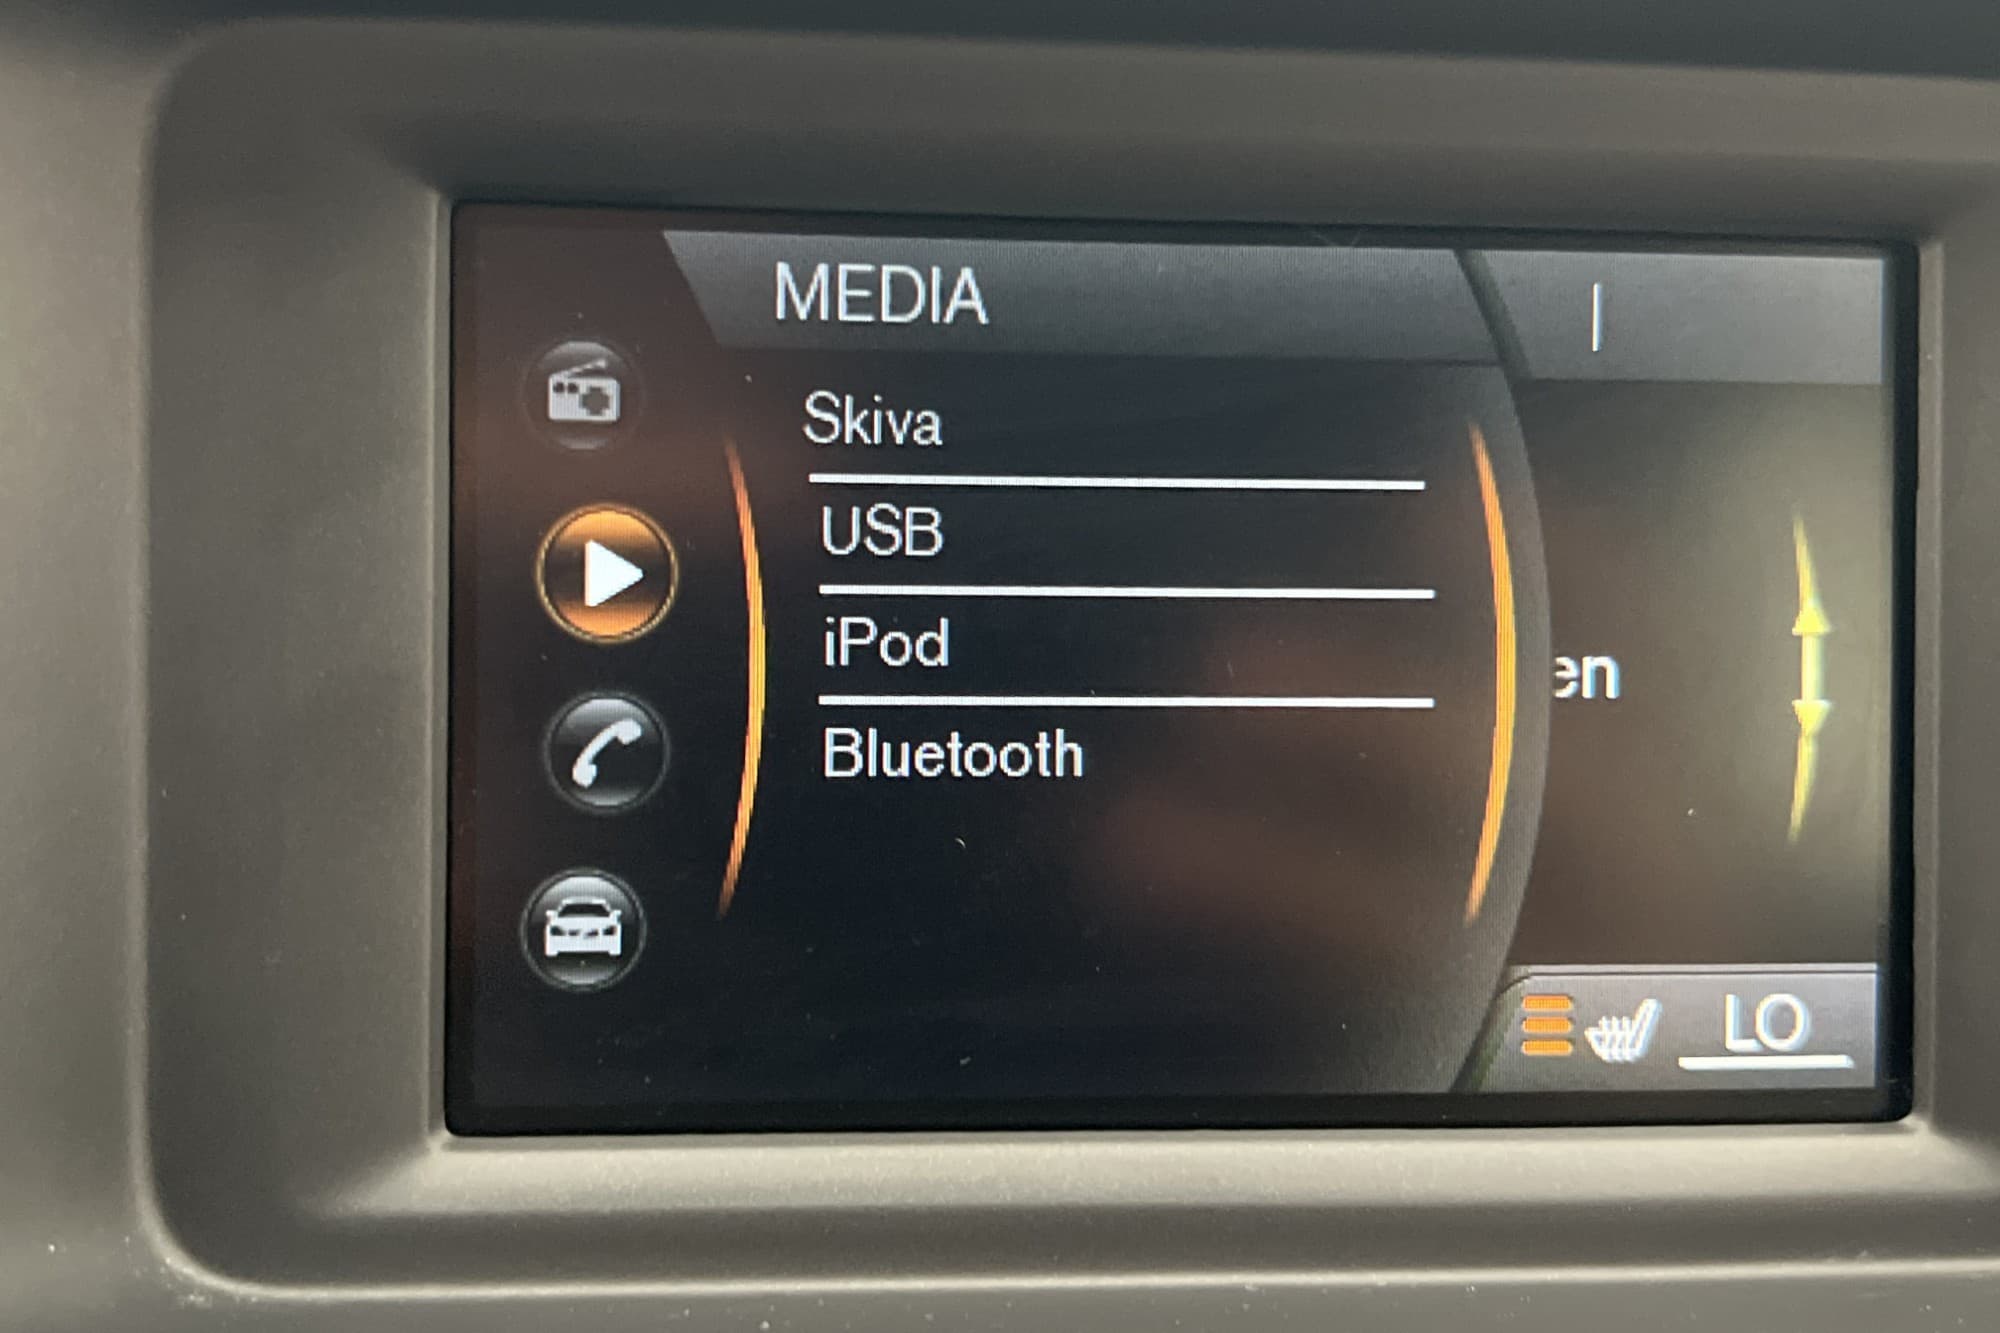 MEDIA
Skiva
USB
iPod
Bluetooth
en
LO